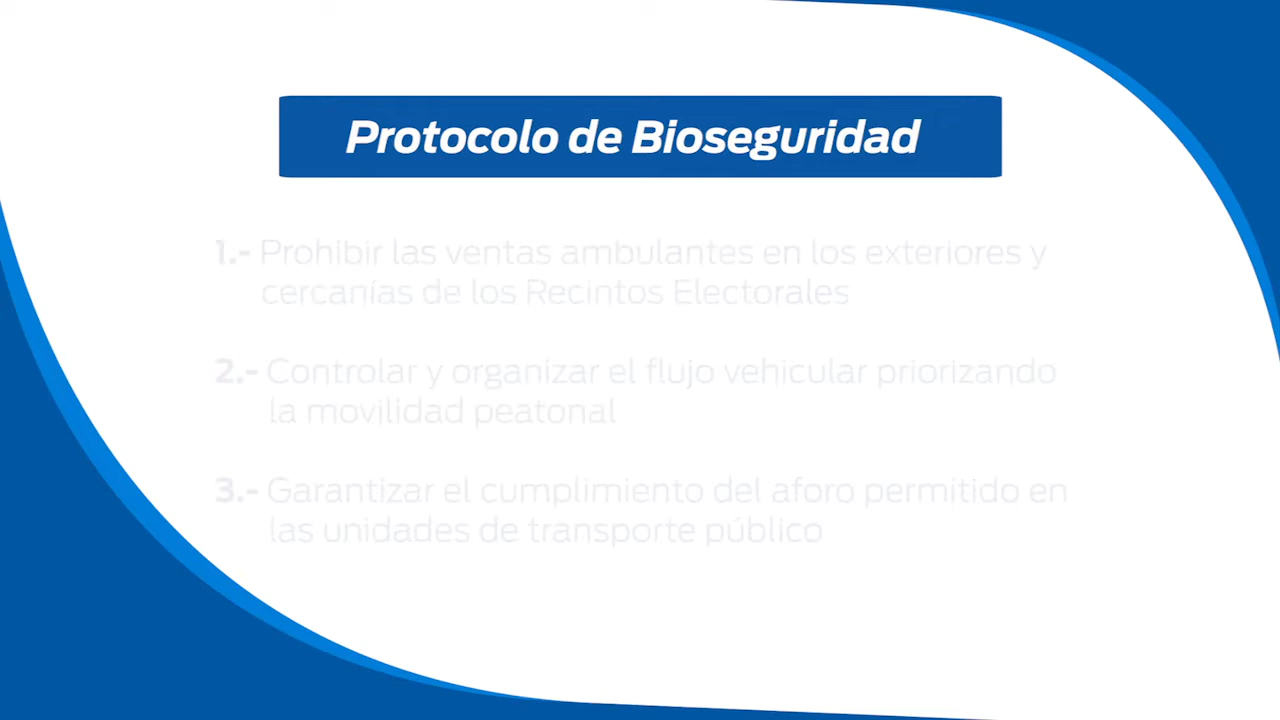 Protocolo de Bioseguridad
1.- Prohibir las ventas ambulantes en los exteriores y
cercanías de los Recintos Electorales
2.- Controlar y organizar el flujo vehicular priorizando
la movilidad peatonal
3.- Garantizar el cumplimiento del aforo permitido en
las unidades de transporte público